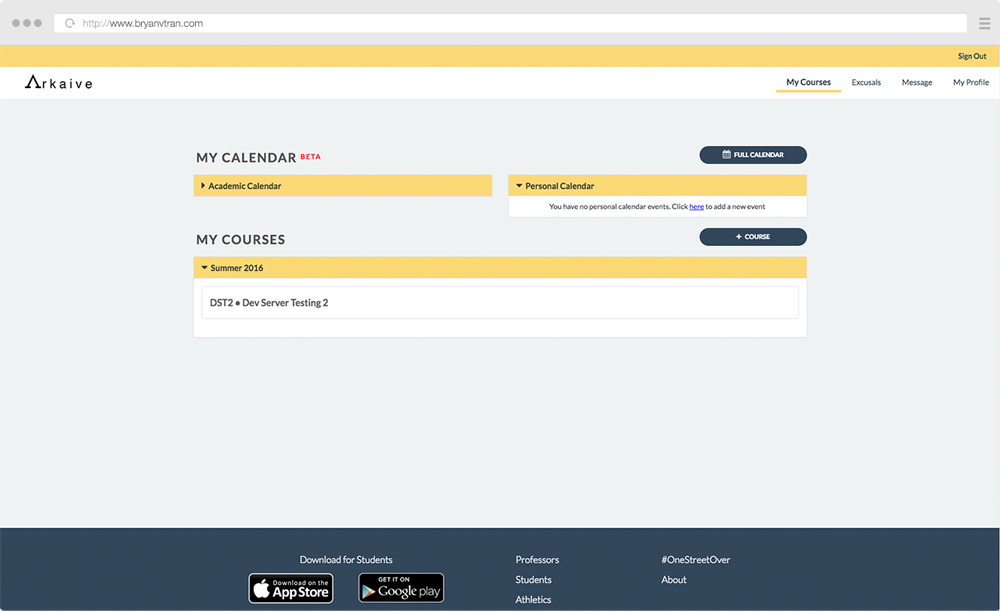 http://www.bryanvtran.com
Sign Out
Arkaive
My Courses Excusals Message My Profile
MY CALENDAR BETA
FULL CALENDAR
Academic Calendar
Personal Calendar
You have no personal calendar events. Click here to add a new event
MY COURSES
+ COURSE
Summer 2016
DST2 • Dev Server Testing 2
Download for Students
Download on the
App Store
GET IT ON
Google play
Professors
Students
Athletics
#OneStreetOver
About